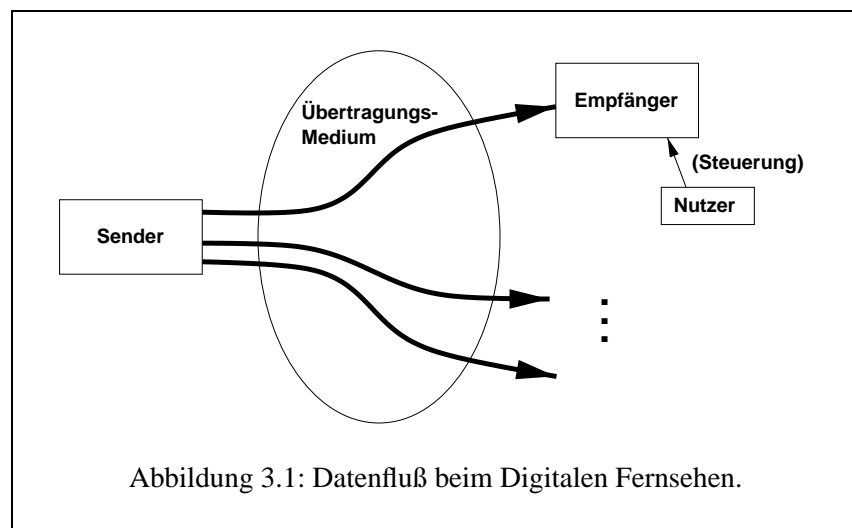 Übertragungs-
Medium
Empfänger
(Steuerung)
Nutzer
Sender
Abbildung 3.1: Datenfluß beim Digitalen Fernsehen.